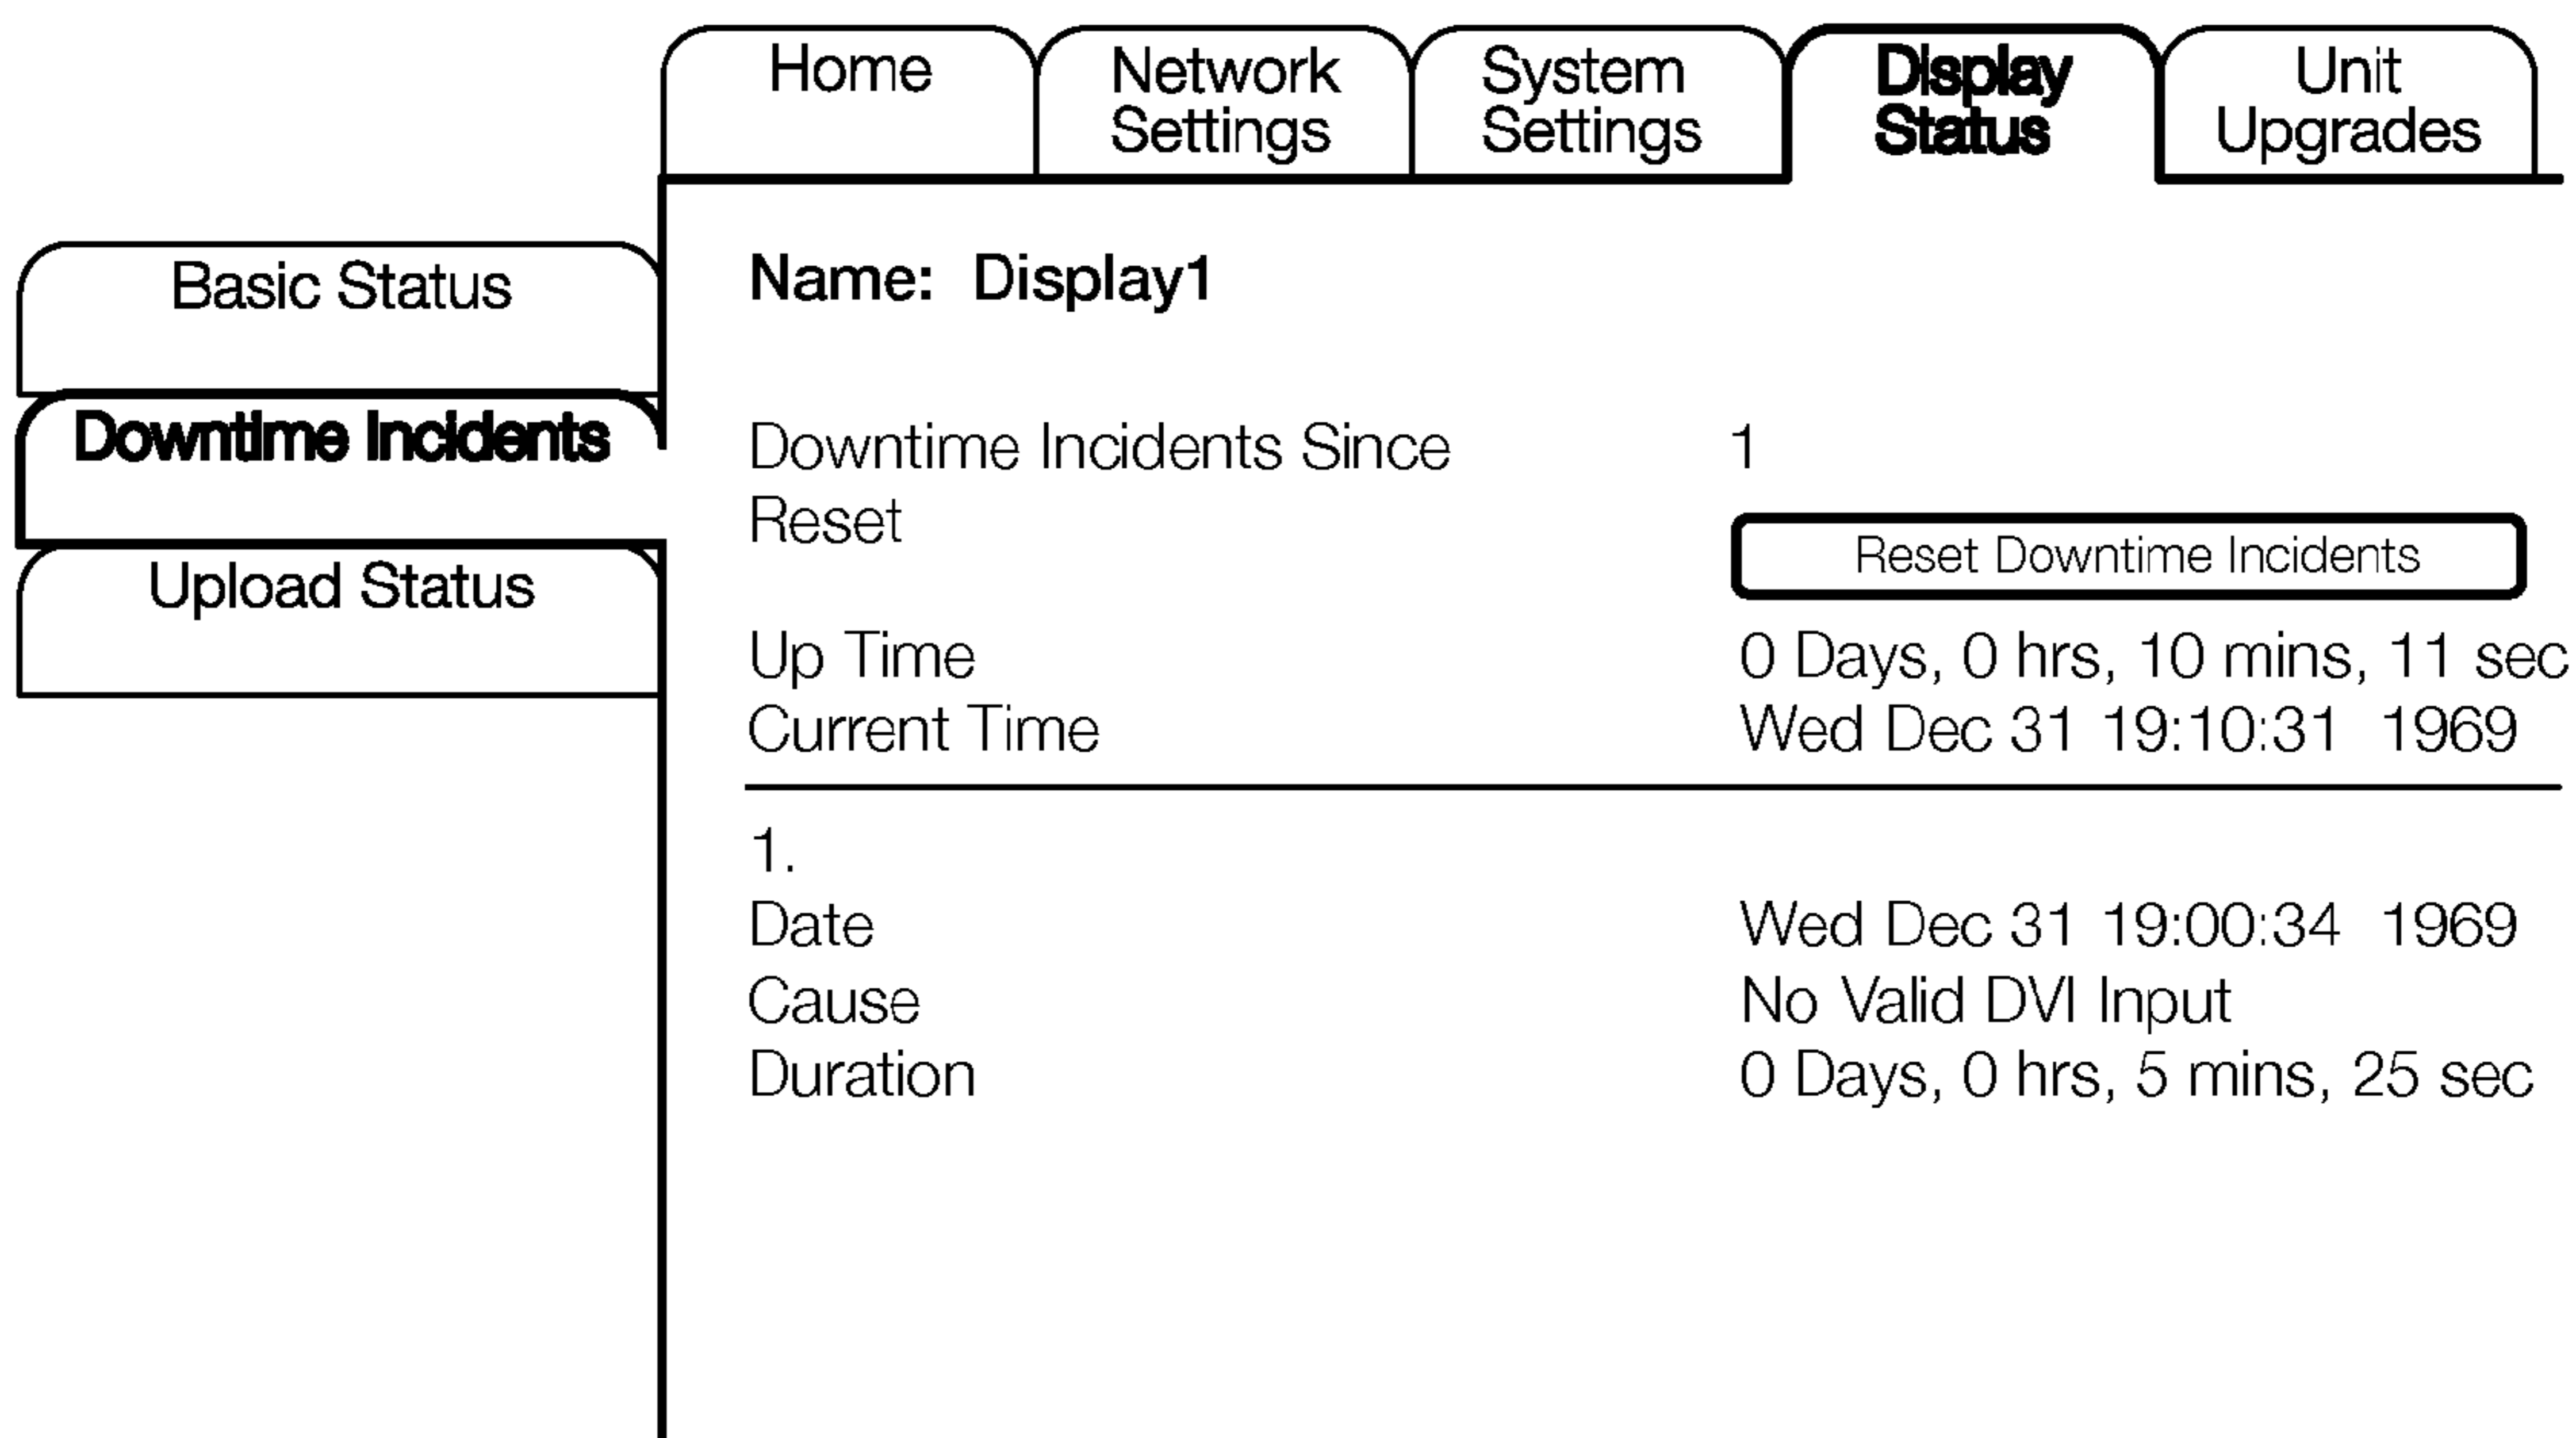 Home
Network
Settings
System
Settings
Display
Status
Unit
Upgrades
Basic Status
Downtime Incidents
Upload Status
Name: Display1
Downtime Incidents Since 1
Reset
Reset Downtime Incidents
Up Time 0 Days, 0 hrs, 10 mins, 11 sec
Current Time Wed Dec 31 19:10:31 1969
1.
Date Wed Dec 31 19:00:34 1969
Cause No Valid DVI Input
Duration 0 Days, 0 hrs, 5 mins, 25 sec